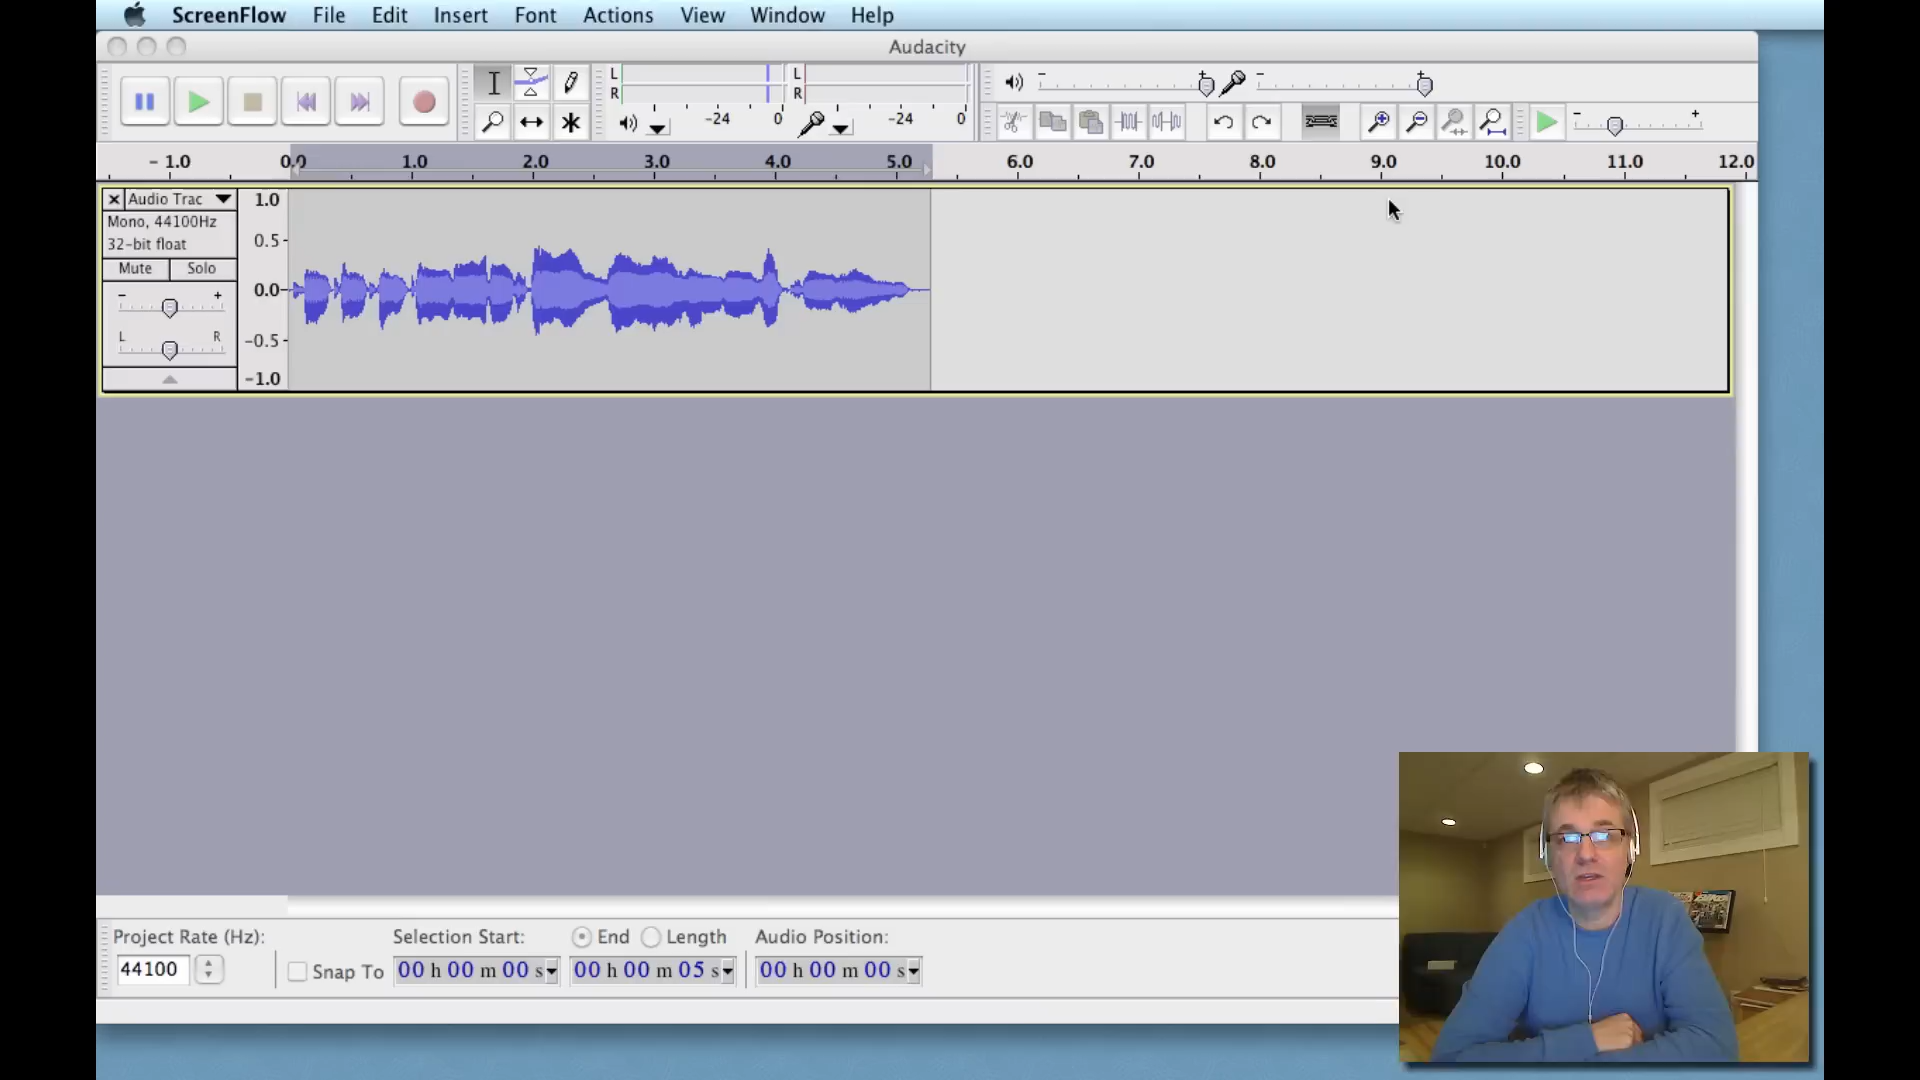 ScreenFlow File Edit Insert Font Actions View Window Help
Audacity
L
R
-24 0
L
R
-24 0
- +
- 1.0 0.0 1.0 2.0 3.0 4.0 5.0 6.0 7.0 8.0 9.0 10.0 11.0 12.0
Audio Trac
Mono, 44100Hz
32-bit float
Mute Solo
- +
L R
1.0
0.5-
0.0-
-0.5-
-1.0
Project Rate (Hz):
44100
Snap To
Selection Start:
00 h 00 m 00 s
End Length
00 h 00 m 05 s
Audio Position:
00 h 00 m 00 s